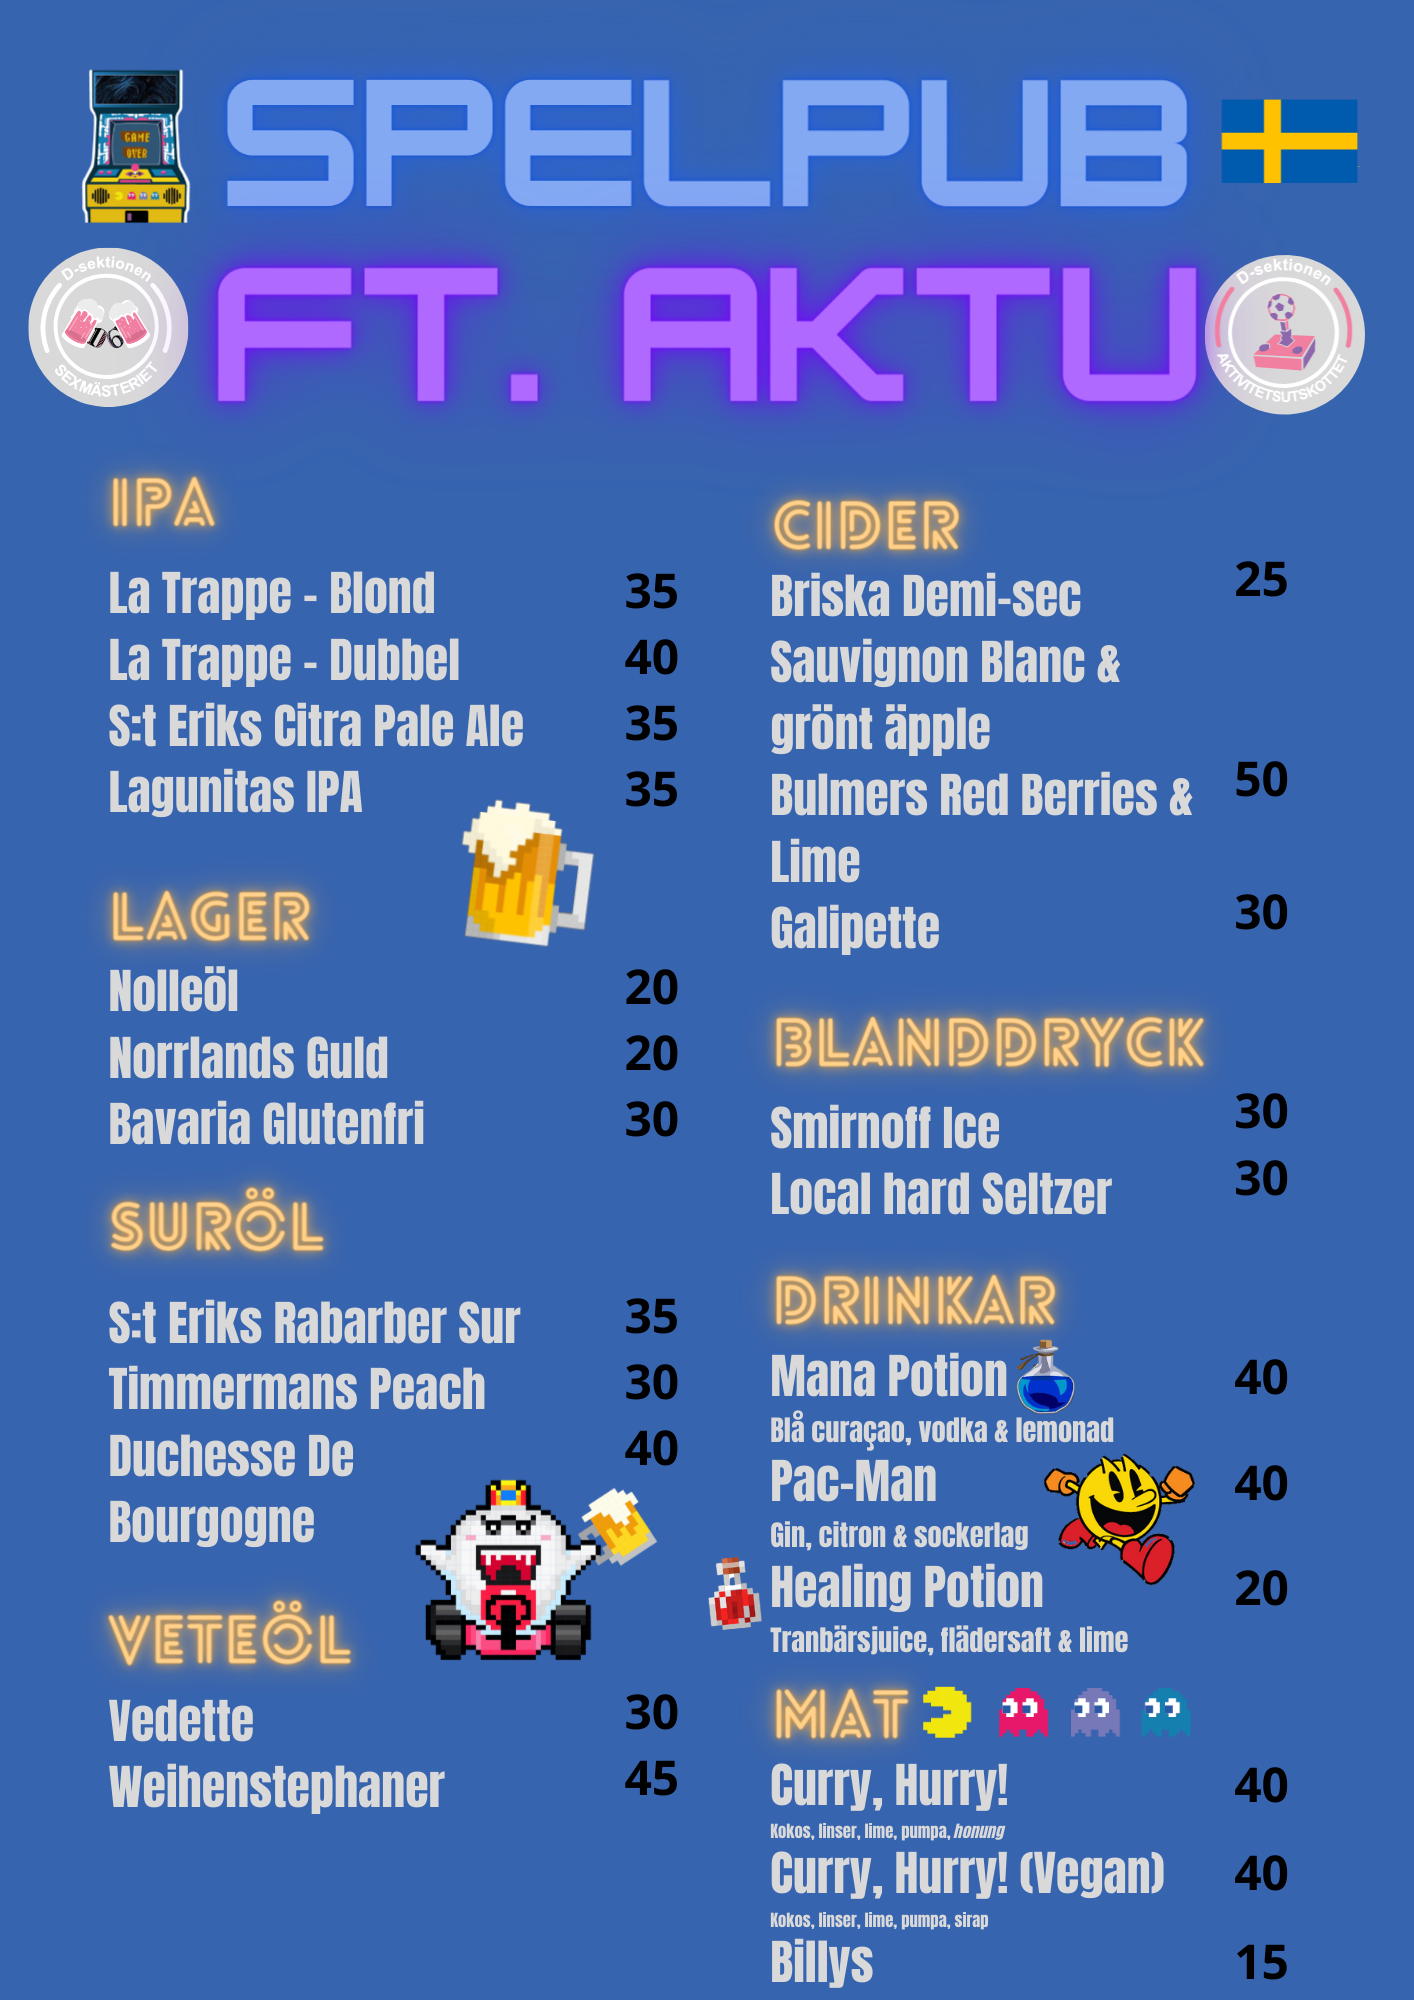 SPELPUB
FT. AKTU
GAME
OVER
D-sektionen
D6
SEXMÄSTERIET
D-sektionen
AKTIVITETSUTSKOTTET
IPA
La Trappe - Blond 35
La Trappe - Dubbel 40
S:t Eriks Citra Pale Ale 35
Lagunitas IPA 35
LAGER
Nolleöl 20
Norrlands Guld 20
Bavaria Glutenfri 30
SURÖL
S:t Eriks Rabarber Sur 35
Timmermans Peach 30
Duchesse De 40
Bourgogne
VETEÖL
Vedette 30
Weihenstephaner 45
CIDER
Briska Demi-sec 25
Sauvignon Blanc &
grönt äpple
Bulmers Red Berries & 50
Lime
Galipette 30
BLANDDRYCK
Smirnoff Ice 30
Local hard Seltzer 30
DRINKAR
Mana Potion 40
Blå curaçao, vodka & lemonad
Pac-Man 40
Gin, citron & sockerlag
Healing Potion 20
Tranbärsjuice, flädersaft & lime
MAT
Curry, Hurry! 40
Kokos, linser, lime, pumpa, honung
Curry, Hurry! (Vegan) 40
Kokos, linser, lime, pumpa, sirap
Billys 15